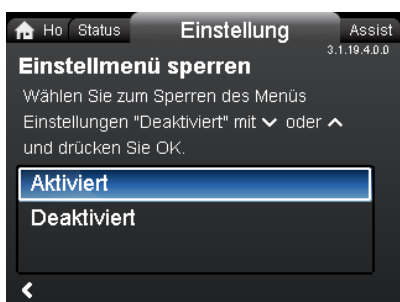 Ho Status Einstellung Assist
3.1.19.4.0.0
Einstellmenü sperren
Wählen Sie zum Sperren des Menüs
Einstellungen "Deaktiviert" mit ⌄ oder ⌃
und drücken Sie OK.
Aktiviert
Deaktiviert